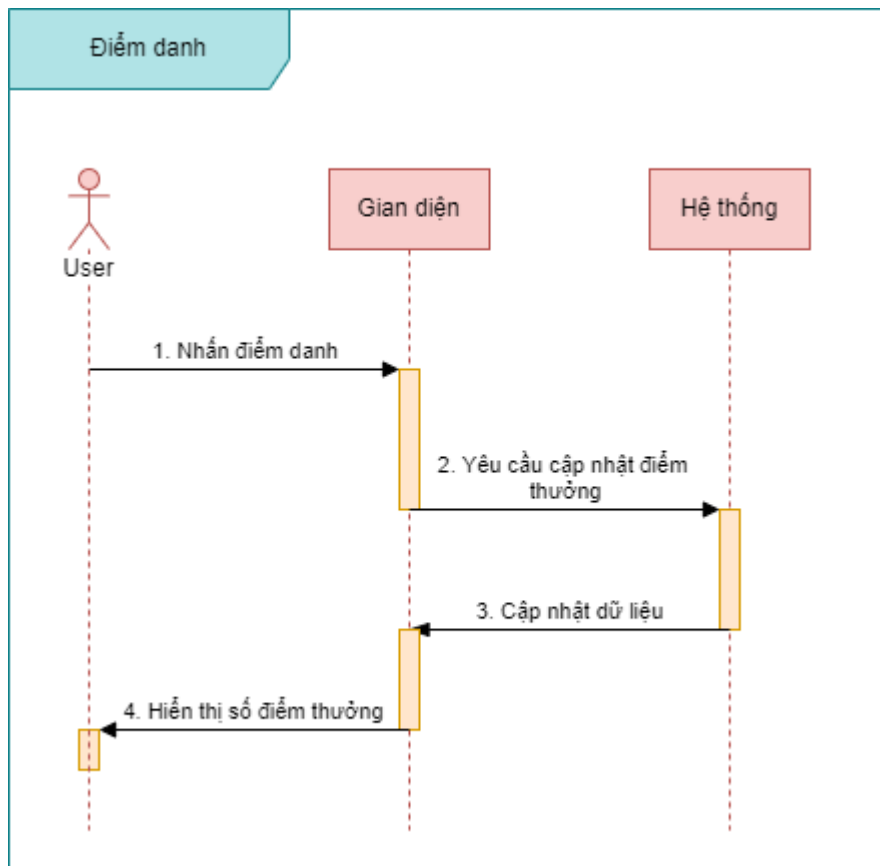 Điểm danh
User
Gian diện
Hệ thống
1. Nhấn điểm danh
2. Yêu cầu cập nhật điểm
thưởng
3. Cập nhật dữ liệu
4. Hiển thị số điểm thưởng